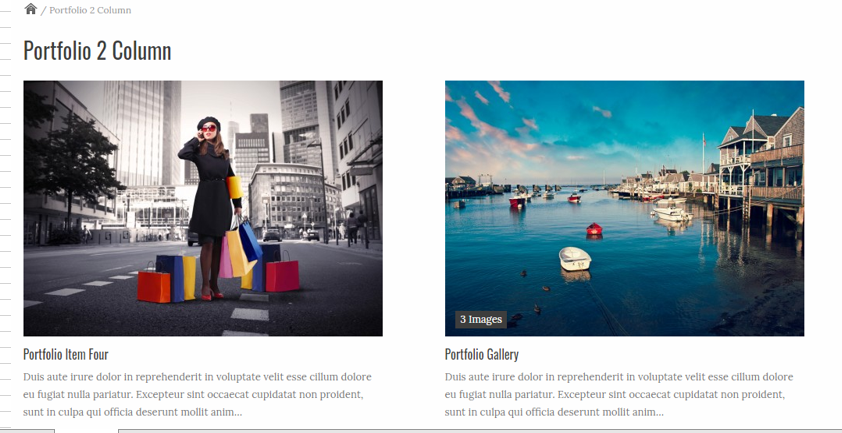 / Portfolio 2 Column
Portfolio 2 Column
3 Images
Portfolio Item Four
Duis aute irure dolor in reprehenderit in voluptate velit esse cillum dolore
eu fugiat nulla pariatur. Excepteur sint occaecat cupidatat non proident,
sunt in culpa qui officia deserunt mollit anim...
Portfolio Gallery
Duis aute irure dolor in reprehenderit in voluptate velit esse cillum dolore
eu fugiat nulla pariatur. Excepteur sint occaecat cupidatat non proident,
sunt in culpa qui officia deserunt mollit anim...